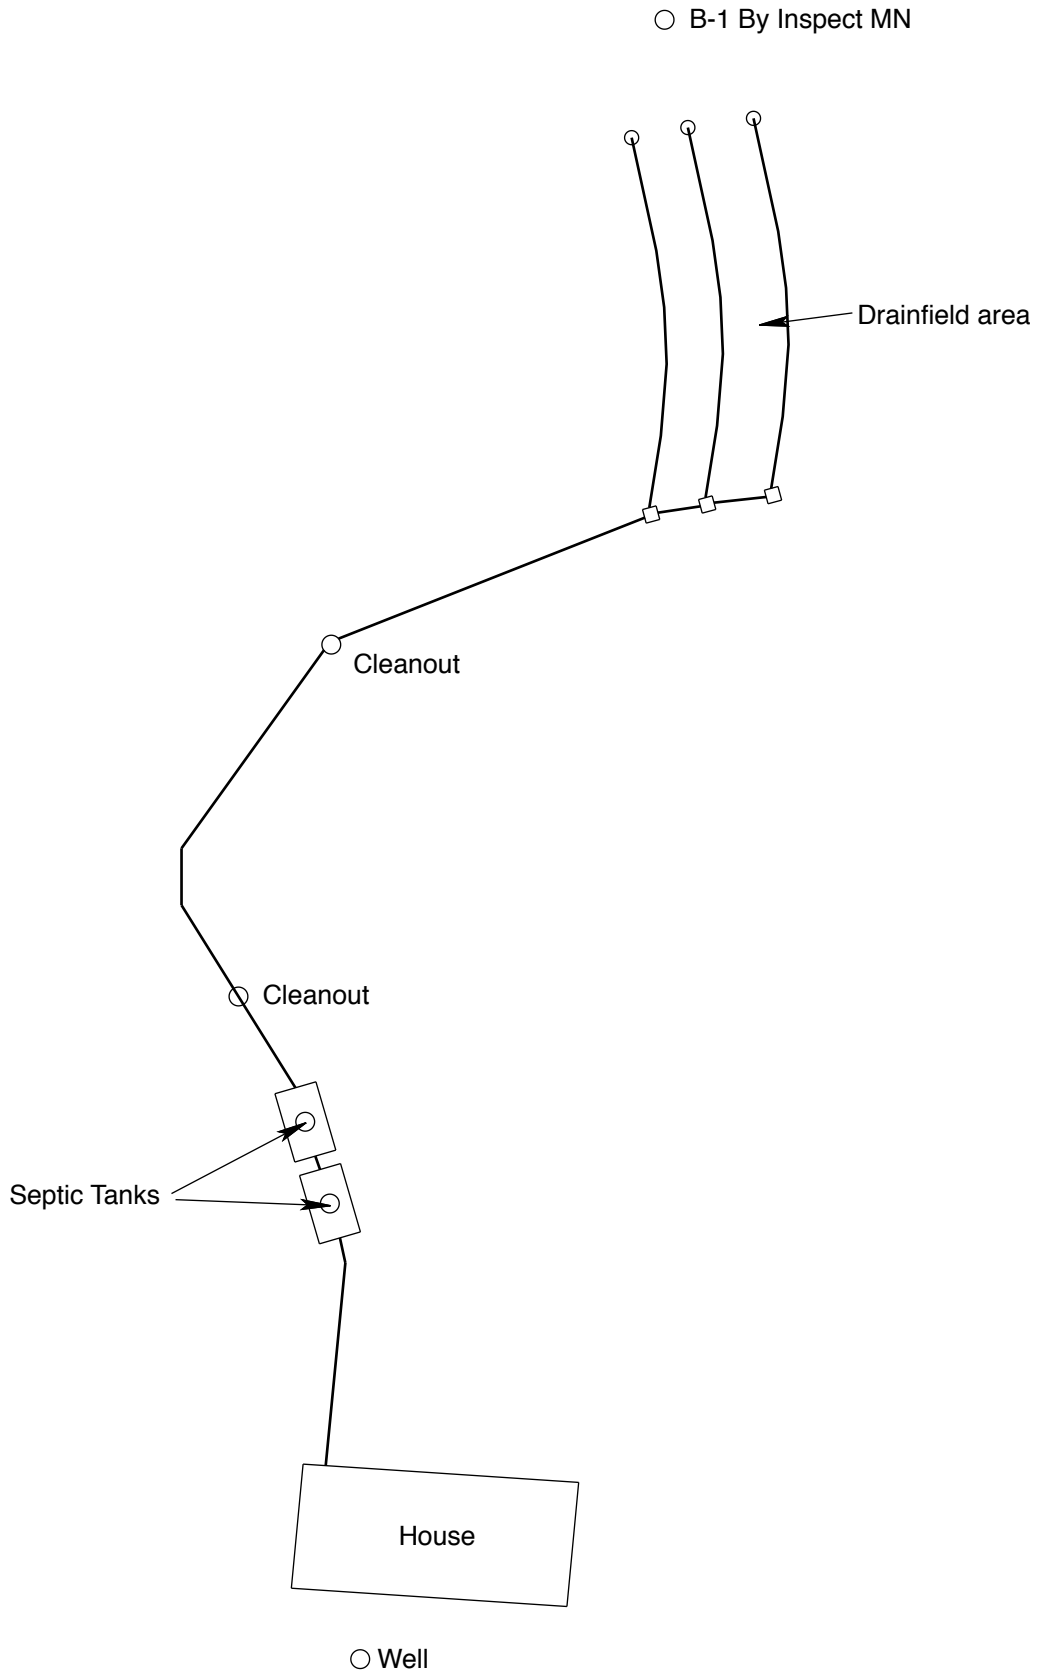 B-1 By Inspect MN
Drainfield area
Cleanout
Cleanout
Septic Tanks
House
Well